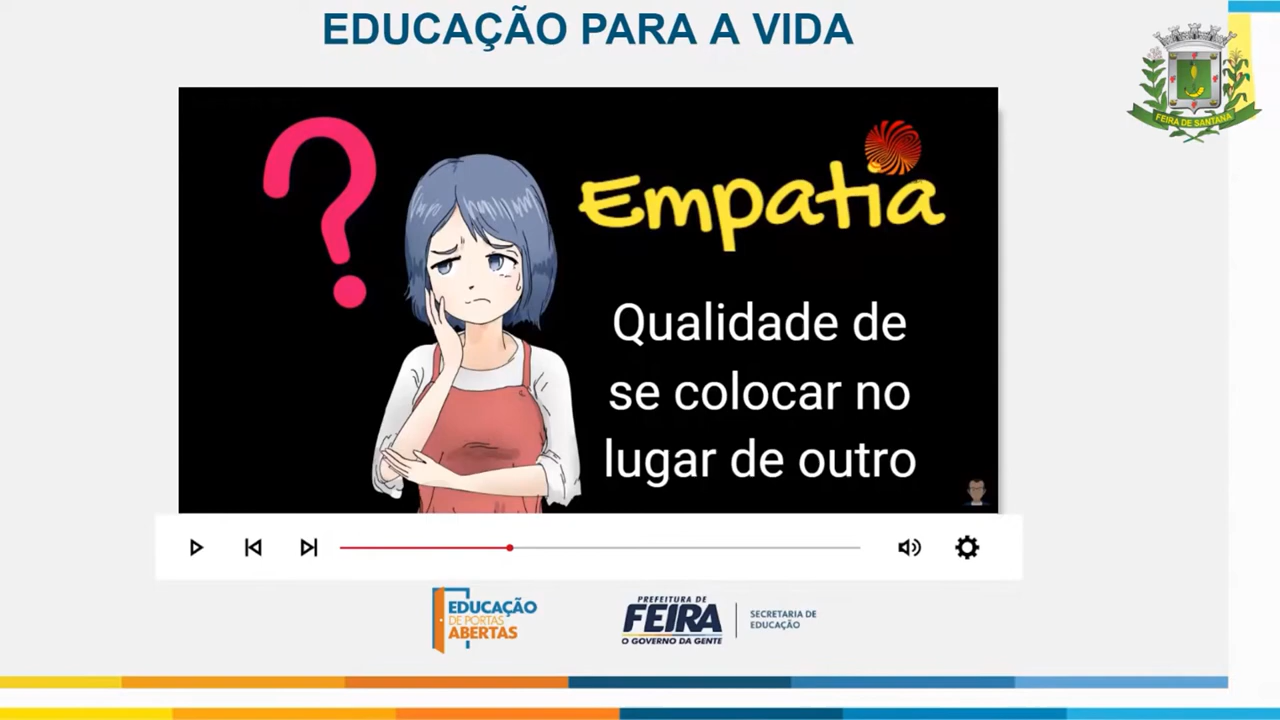 EDUCAÇÃO PARA A VIDA
FEIRA DE SANTANA
Empatia
Qualidade de
se colocar no
lugar de outro
EDUCAÇÃO
DE PORTAS
ABERTAS
PREFEITURA DE
FEIRA
O GOVERNO DA GENTE
SECRETARIA DE
EDUCAÇÃO